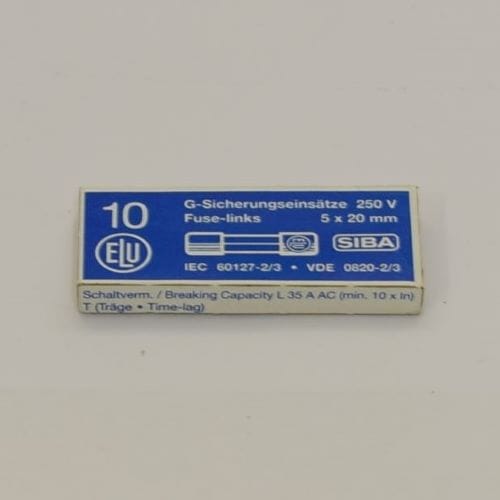 10
ELU
G-Sicherungseinsätze 250 V
Fuse-links 5 x 20 mm
SIBA
IEC 60127-2/3 • VDE 0820-2/3
Schaltverm. / Breaking Capacity L 35 A AC (min. 10 x In)
T (Träge • Time-lag)